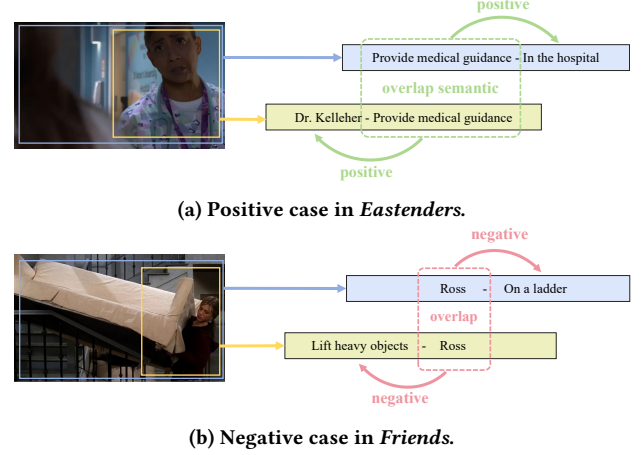 positive
Provide medical guidance - In the hospital
overlap semantic
Dr. Kelleher - Provide medical guidance
positive
(a) Positive case in Eastenders.
negative
Ross - On a ladder
overlap
Lift heavy objects - Ross
negative
(b) Negative case in Friends.